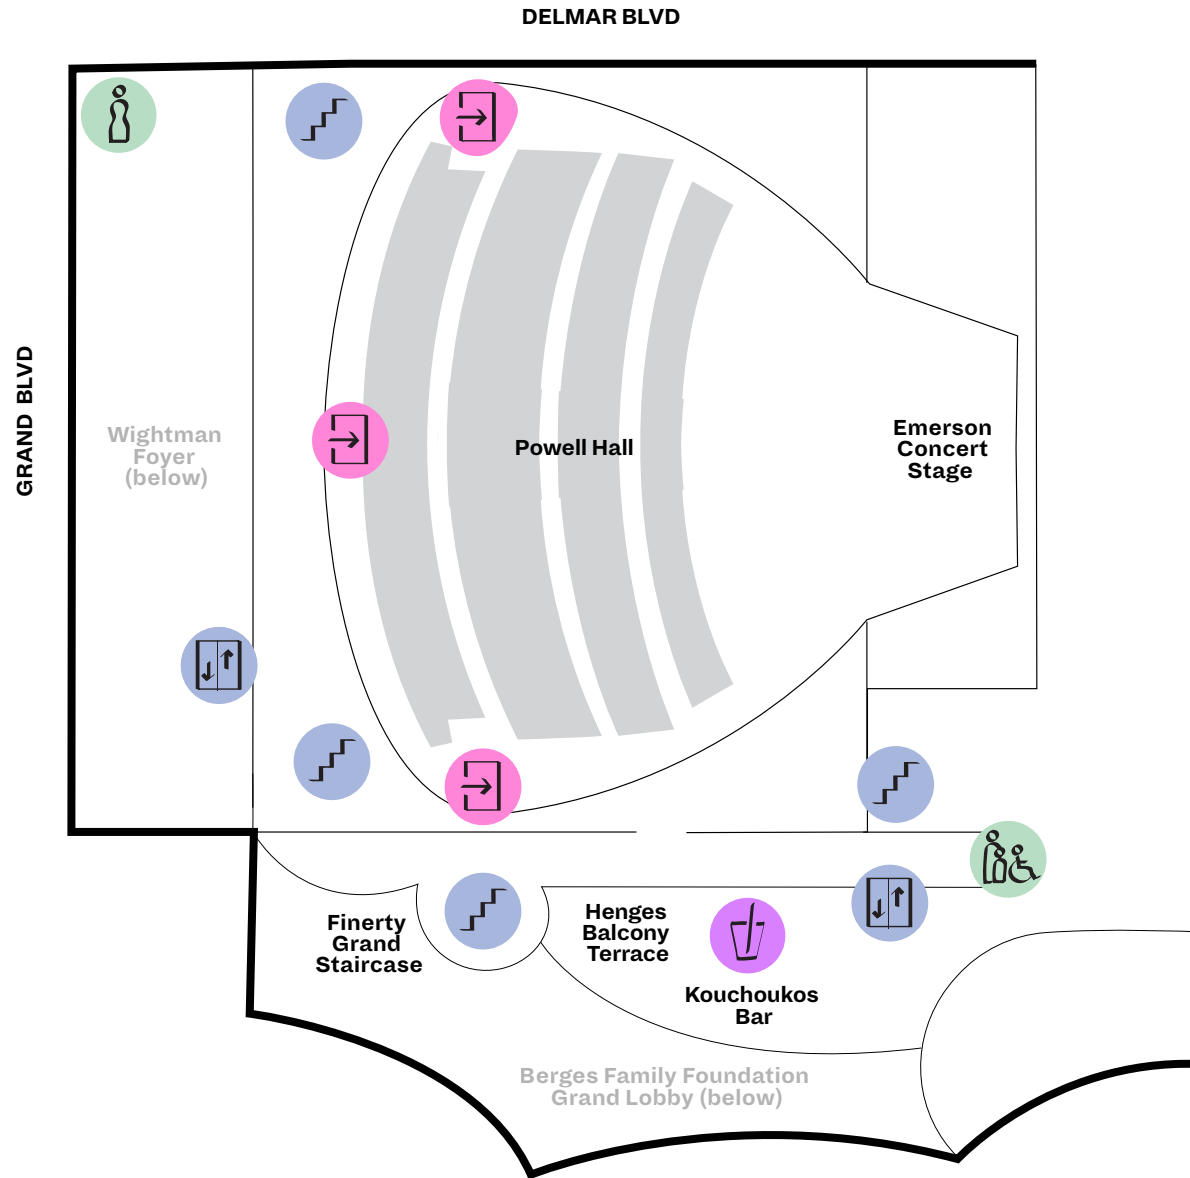 DELMAR BLVD
GRAND BLVD
Wightman
Foyer
(below)
Powell Hall
Emerson
Concert
Stage
Finerty
Grand
Staircase
Henges
Balcony
Terrace
Kouchoukos
Bar
Berges Family Foundation
Grand Lobby (below)